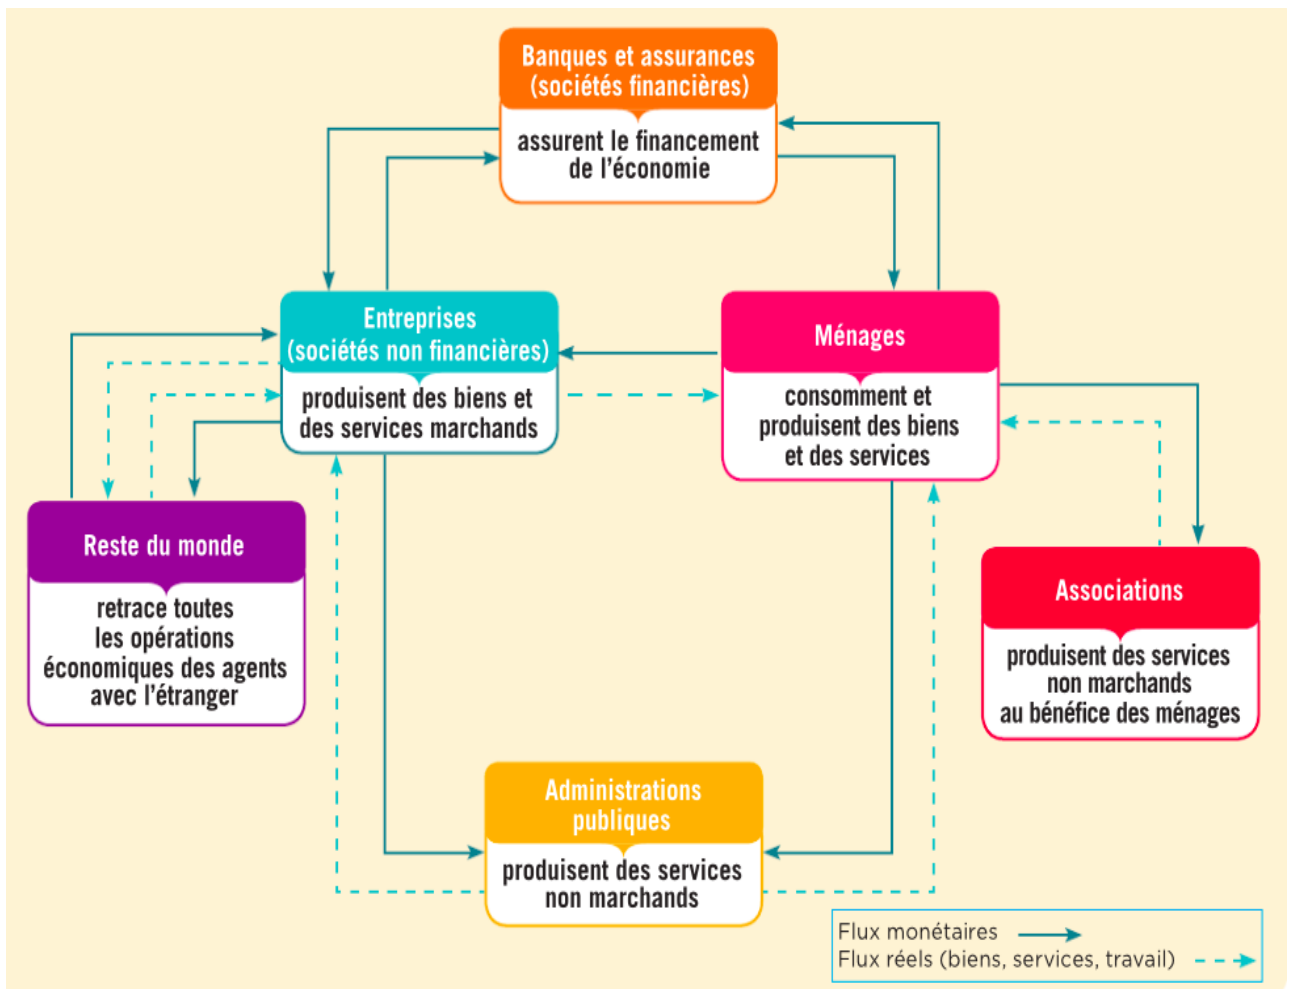 Banques et assurances
(sociétés financières)
assurent le financement
de l'économie
Entreprises
(sociétés non financières)
produisent des biens et
des services marchands
Ménages
consomment et
produisent des biens
et des services
Reste du monde
retrace toutes
les opérations
économiques des agents
avec l'étranger
Associations
produisent des services
non marchands
au bénéfice des ménages
Administrations
publiques
produisent des services
non marchands
Flux monétaires
Flux réels (biens, services, travail)